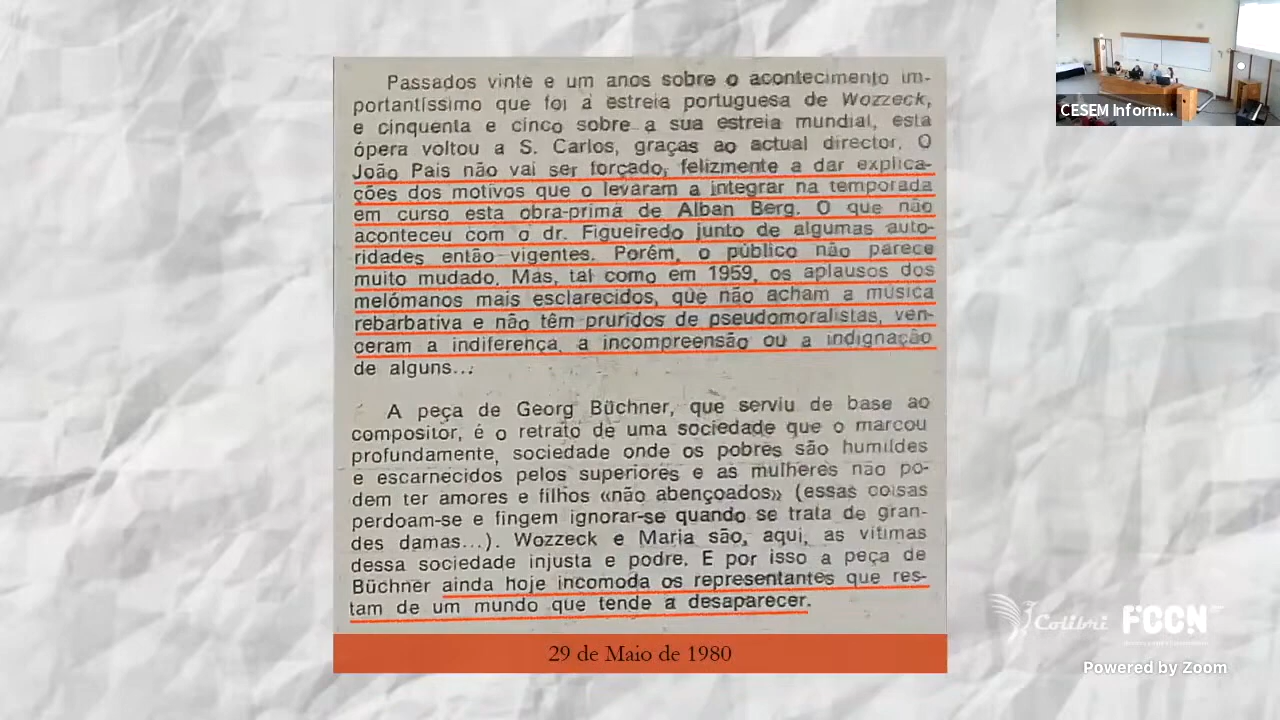 Passados vinte e um anos sobre o acontecimento im-
portantíssimo que foi a estreia portuguesa de Wozzeck,
e cinquenta e cinco sobre a sua estreia mundial, esta
ópera voltou a S. Carlos, graças ao actual director. O
João Pais não vai ser forçado, felizmente a dar explica-
ções dos motivos que o levaram a integrar na temporada
em curso esta obra-prima de Alban Berg. O que não
aconteceu com o dr. Figueiredo junto de algumas auto-
ridades então vigentes. Porém, o público não parece
muito mudado. Mas, tal como em 1959, os aplausos dos
melómanos mais esclarecidos, que não acham a música
rebarbativa e não têm pruridos de pseudomoralistas, ven-
ceram a indiferença, a incompreensão ou a indignação
de alguns...
A peça de Georg Büchner, que serviu de base ao
compositor, é o retrato de uma sociedade que o marcou
profundamente, sociedade onde os pobres são humildes
e escarnecidos pelos superiores e as mulheres não po-
dem ter amores e filhos «não abençoados» (essas coisas
perdoam-se e fingem ignorar-se quando se trata de gran-
des damas...). Wozzeck e Maria são, aqui, as vítimas
dessa sociedade injusta e podre. E por isso a peça de
Büchner ainda hoje incomoda os representantes que res-
tam de um mundo que tende a desaparecer.
29 de Maio de 1980
CESEM Inform...
Colibri FCCN
Powered by Zoom